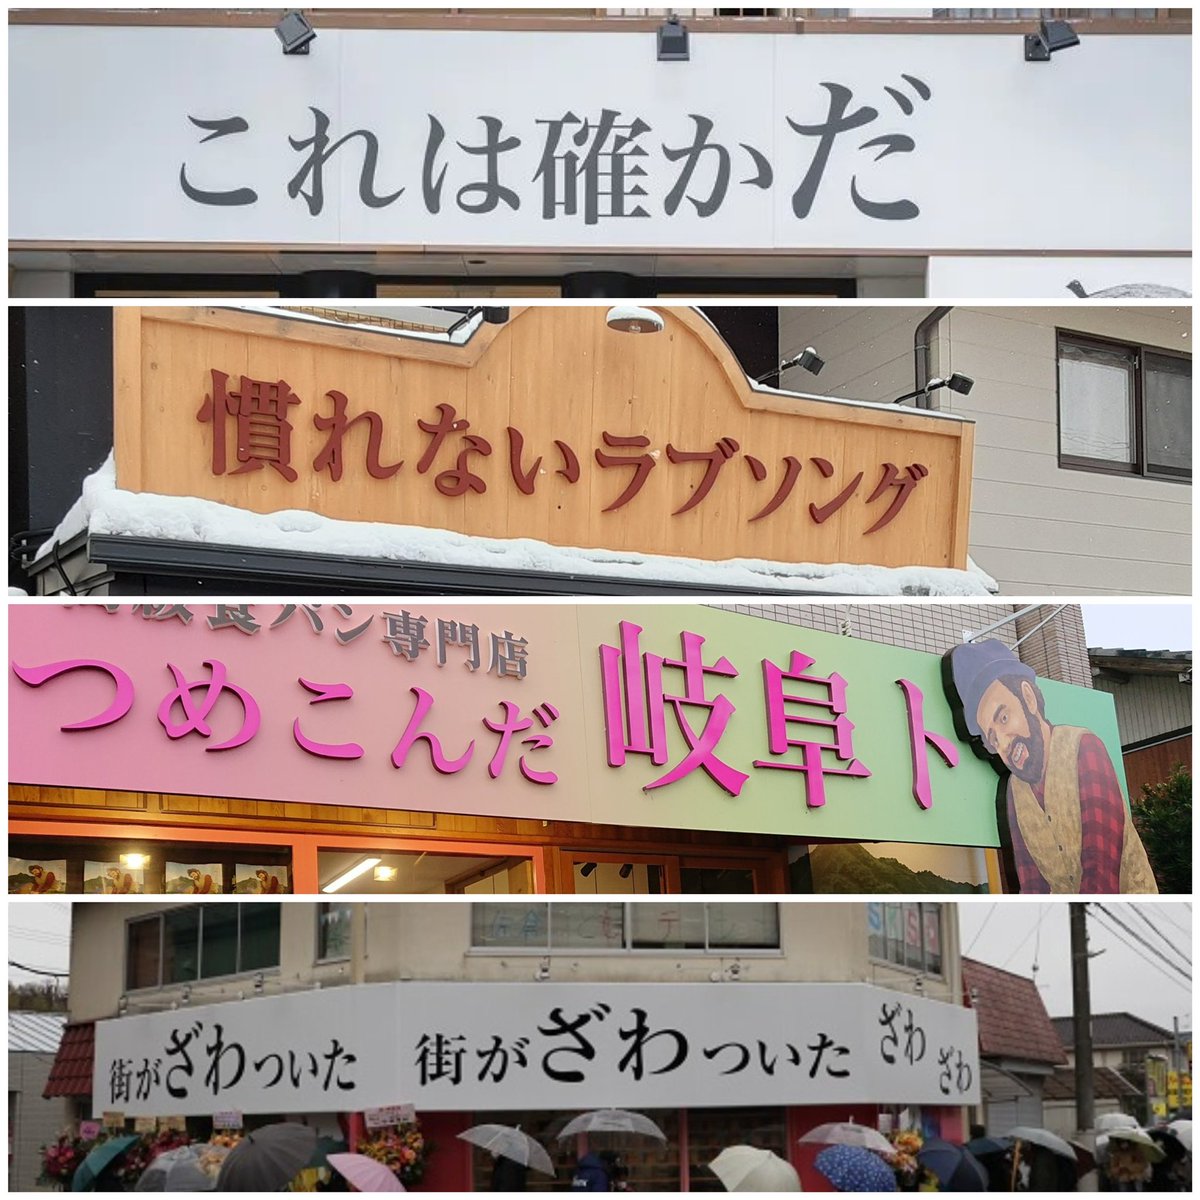 これは確かだ
慣れないラブソング
高級食パン専門店
つめこんだ 岐阜ト
街がざわついた 街がざわついた ざわ ざわ